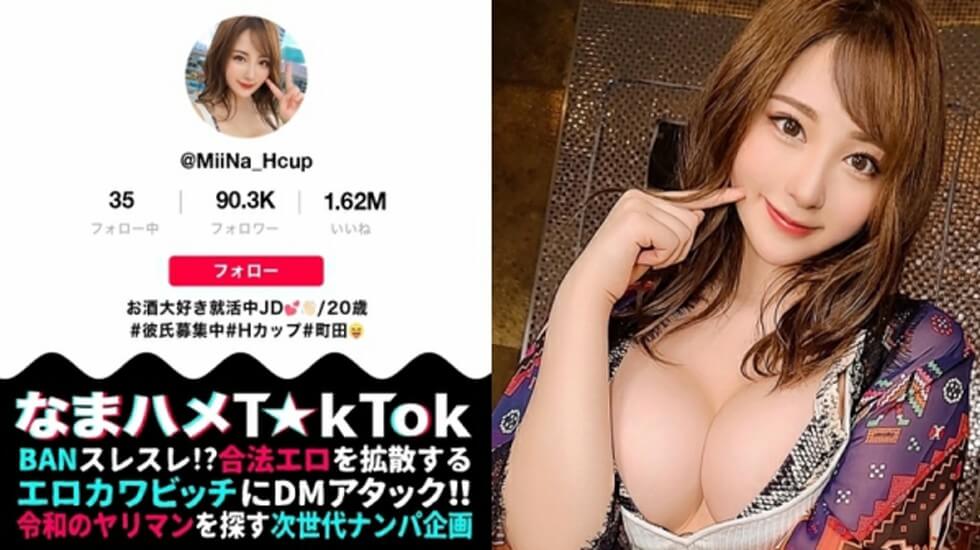 @MiiNa_Hcup
35 90.3K 1.62M
フォロー中 フォロワー いいね
フォロー
お酒大好き就活中JD💕👏🏻/20歳
#彼氏募集中#Hカップ#町田😝
なまハメT★kTok
BANスレスレ!?合法エロを拡散する
エロカワビッチにDMアタック!!
令和のヤリマンを探す次世代ナンパ企画